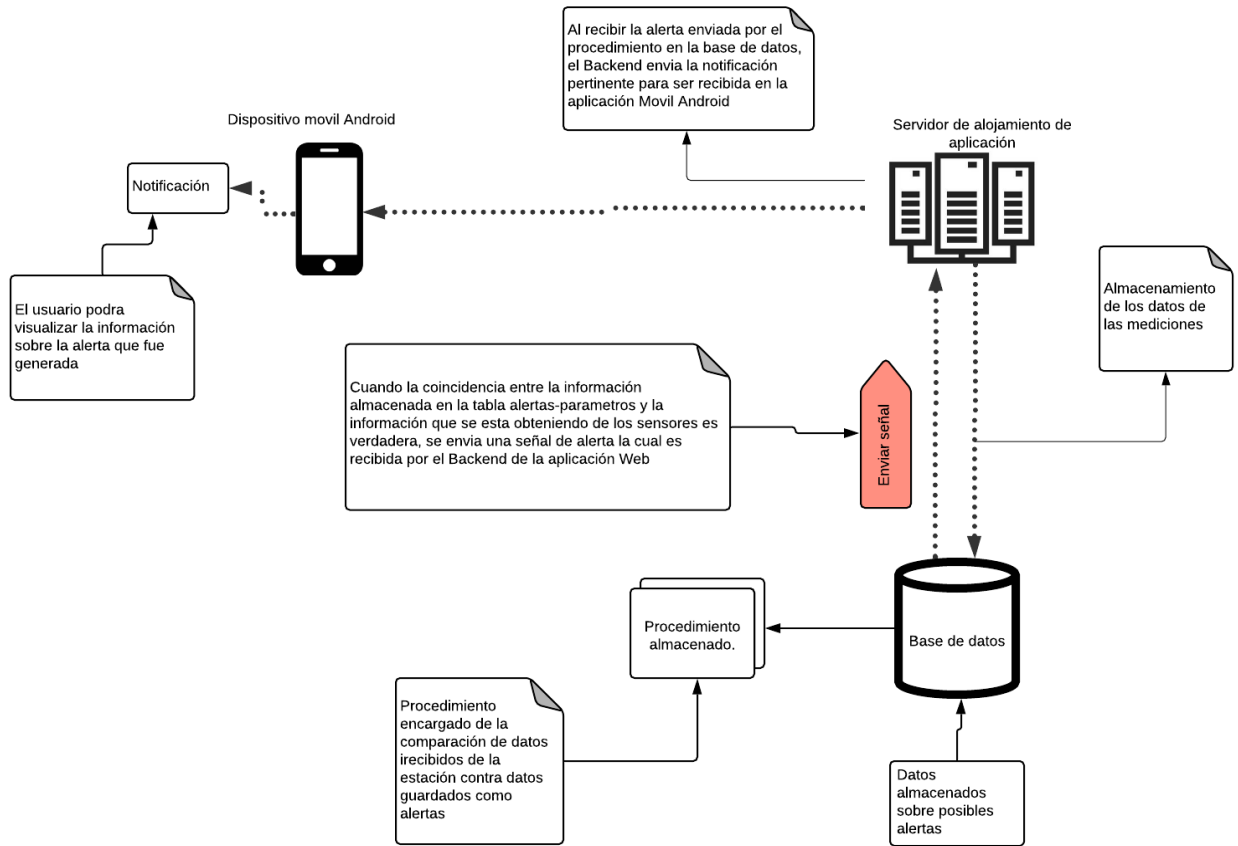 Al recibir la alerta enviada por el
procedimiento en la base de datos,
el Backend envia la notificación
pertinente para ser recibida en la
aplicación Movil Android
Dispositivo movil Android
Servidor de alojamiento de
aplicación
Notificación
El usuario podra
visualizar la información
sobre la alerta que fue
generada
Almacenamiento
de los datos de
las mediciones
Cuando la coincidencia entre la información
almacenada en la tabla alertas-parametros y la
información que se esta obteniendo de los sensores es
verdadera, se envia una señal de alerta la cual es
recibida por el Backend de la aplicación Web
Enviar señal
Procedimiento
almacenado.
Base de datos
Procedimiento
encargado de la
comparación de datos
irecibidos de la
estación contra datos
guardados como
alertas
Datos
almacenados
sobre posibles
alertas